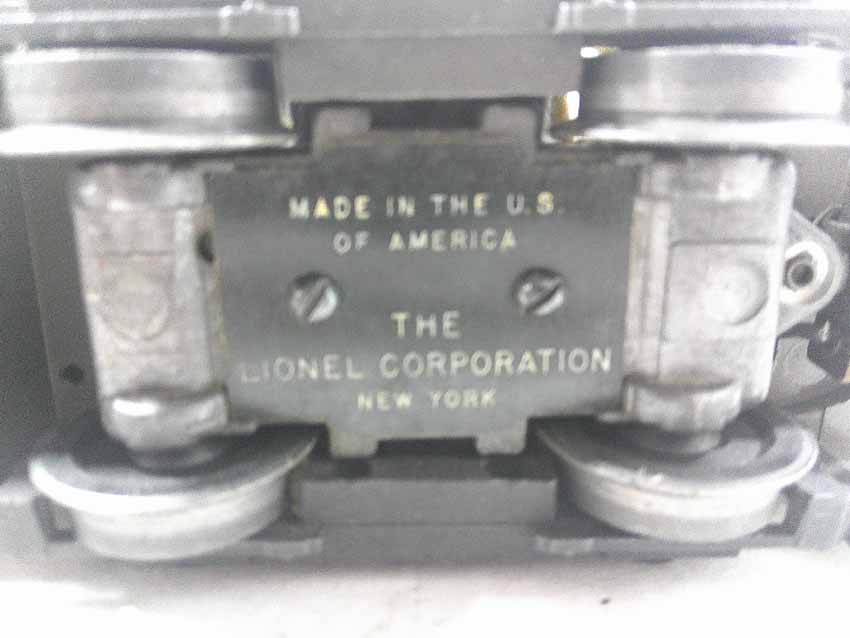 MADE IN THE U.S.
OF AMERICA
THE
LIONEL CORPORATION
NEW YORK